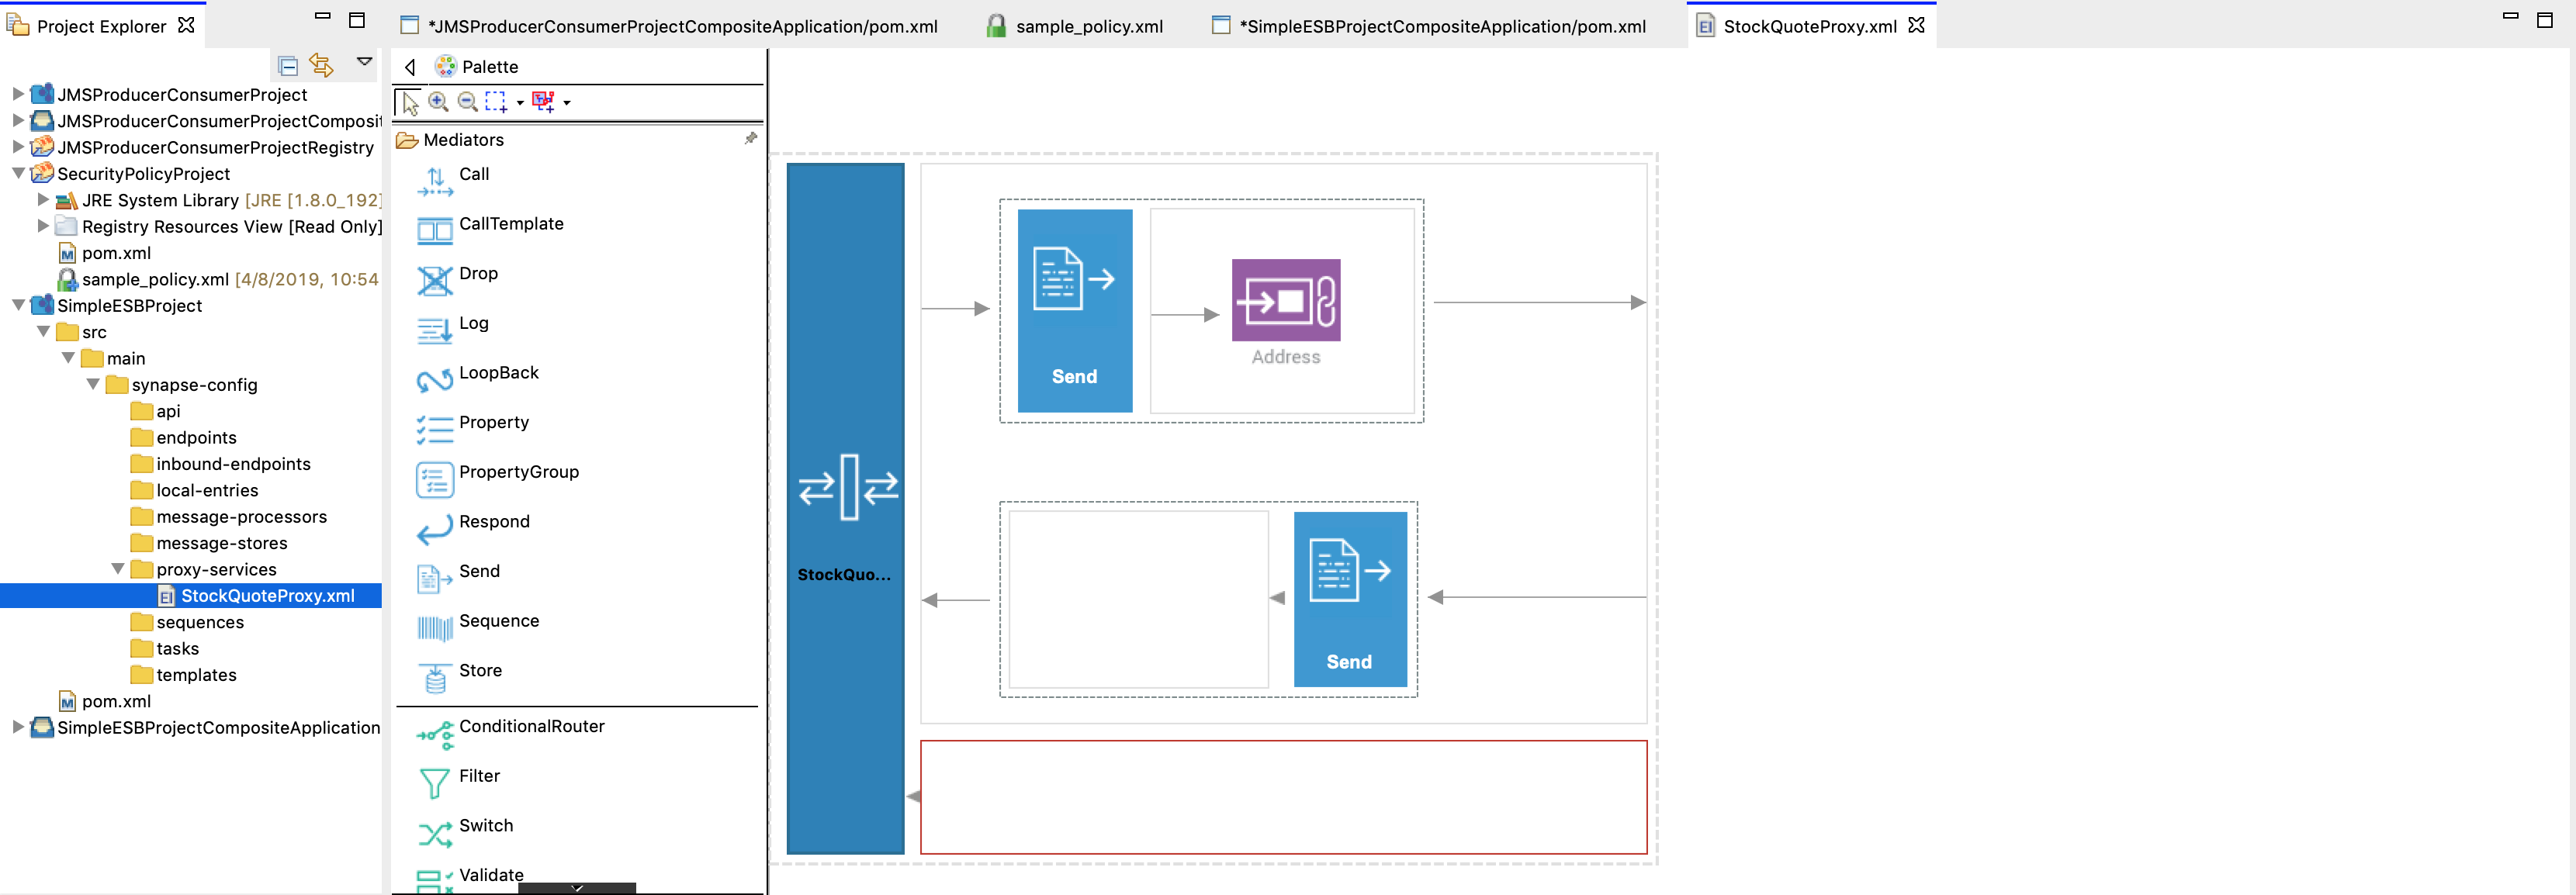 Project Explorer
*JMSProducerConsumerProjectCompositeApplication/pom.xml
sample_policy.xml
*SimpleESBProjectCompositeApplication/pom.xml
StockQuoteProxy.xml
JMSProducerConsumerProject
JMSProducerConsumerProjectComposit
JMSProducerConsumerProjectRegistry
SecurityPolicyProject
JRE System Library [JRE [1.8.0_192]
Registry Resources View [Read Only]
pom.xml
sample_policy.xml [4/8/2019, 10:54
SimpleESBProject
src
main
synapse-config
api
endpoints
inbound-endpoints
local-entries
message-processors
message-stores
proxy-services
StockQuoteProxy.xml
sequences
tasks
templates
pom.xml
SimpleESBProjectCompositeApplication
Palette
Mediators
Call
CallTemplate
Drop
Log
LoopBack
Property
PropertyGroup
Respond
Send
Sequence
Store
ConditionalRouter
Filter
Switch
Validate
StockQuo...
Send
Address
Send